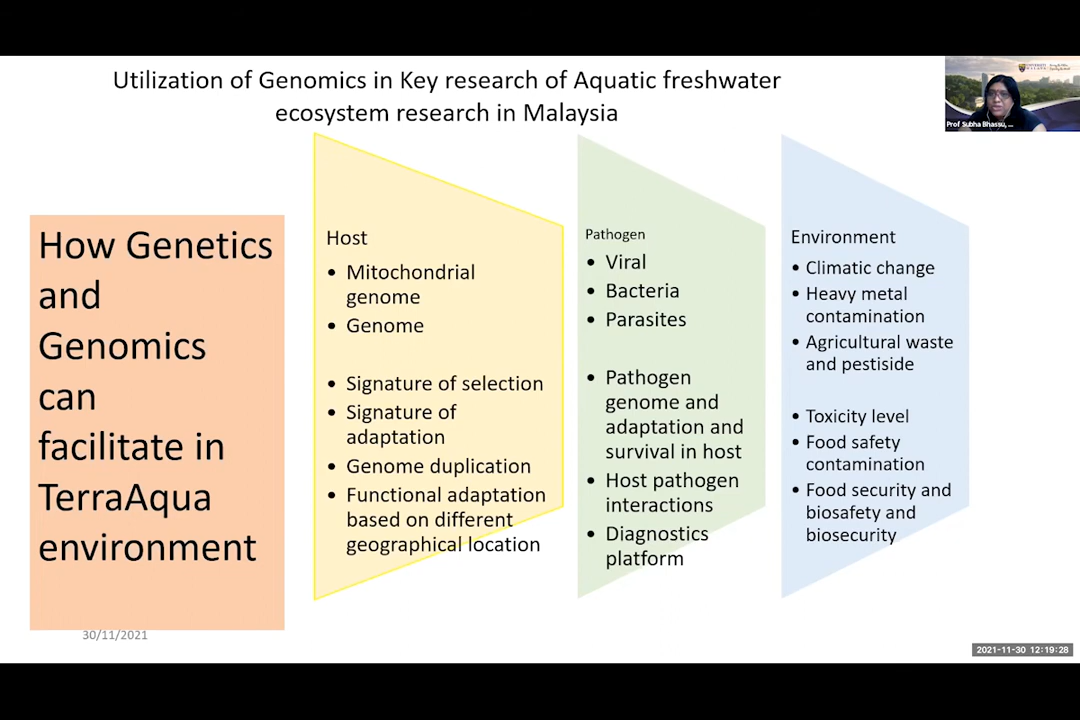 Utilization of Genomics in Key research of Aquatic freshwater
ecosystem research in Malaysia
Prof Subha Bhassu, ...
How Genetics
and
Genomics
can
facilitate in
TerraAqua
environment
Host
• Mitochondrial
genome
• Genome
• Signature of selection
• Signature of
adaptation
• Genome duplication
• Functional adaptation
based on different
geographical location
Pathogen
• Viral
• Bacteria
• Parasites
• Pathogen
genome and
adaptation and
survival in host
• Host pathogen
interactions
• Diagnostics
platform
Environment
• Climatic change
• Heavy metal
contamination
• Agricultural waste
and pestiside
• Toxicity level
• Food safety
contamination
• Food security and
biosafety and
biosecurity
30/11/2021
2021-11-30 12:19:28